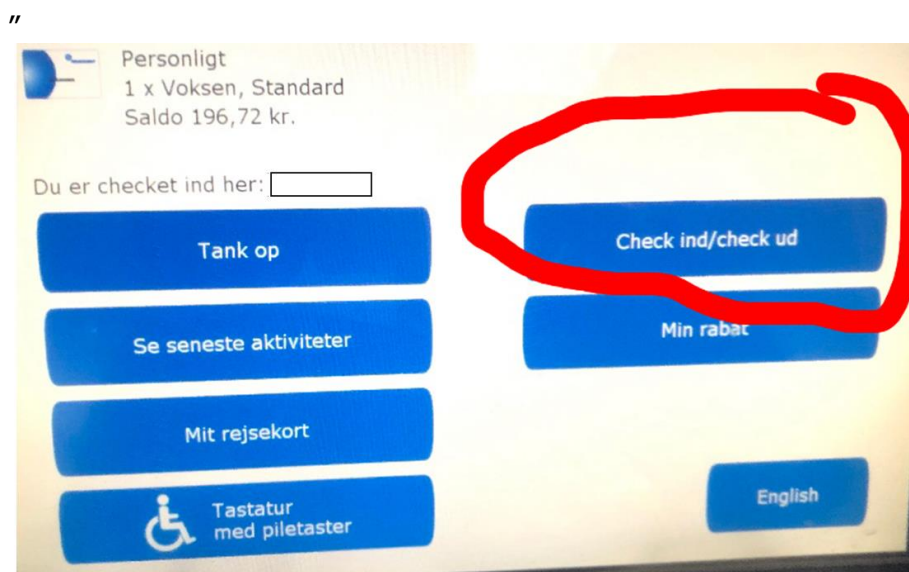 "
Personligt
1 x Voksen, Standard
Saldo 196,72 kr.
Du er checket ind her:
Tank op
Check ind/check ud
Se seneste aktiviteter
Min rabat
Mit rejsekort
Tastatur
med piletaster
English